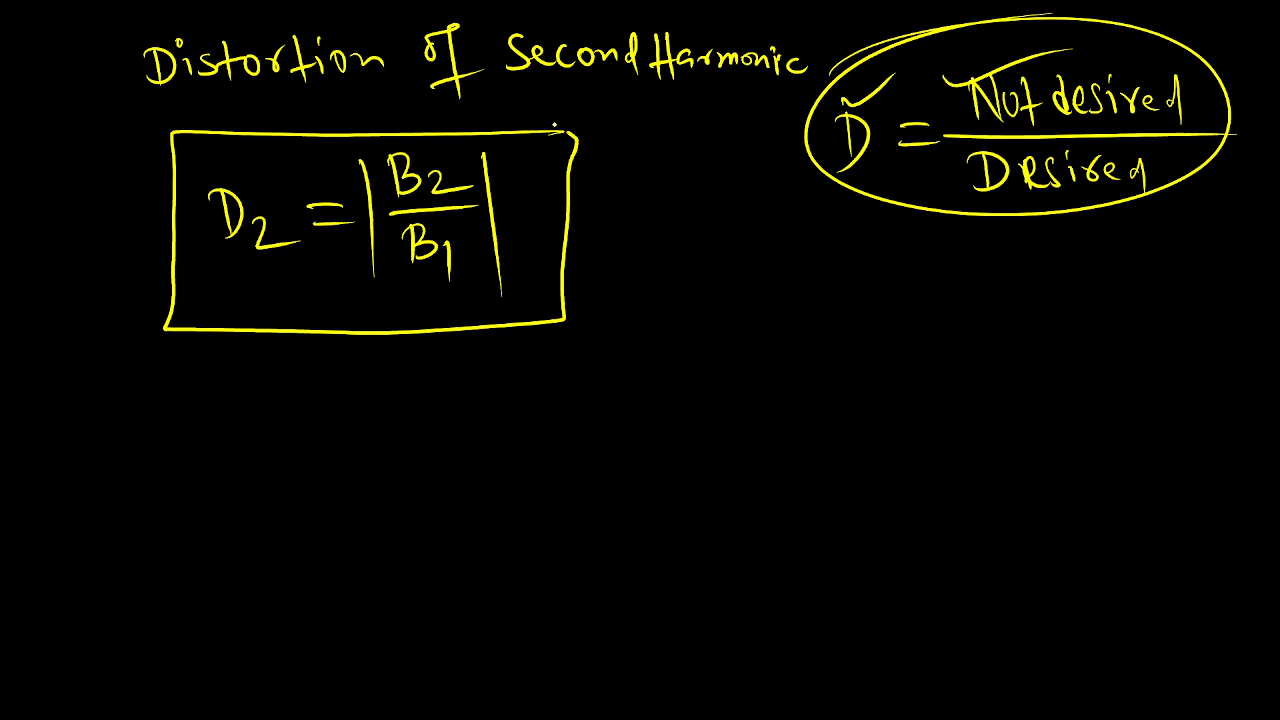 Distortion of Second Harmonic
D = Not desired / Desired
D2 = |B2 / B1|